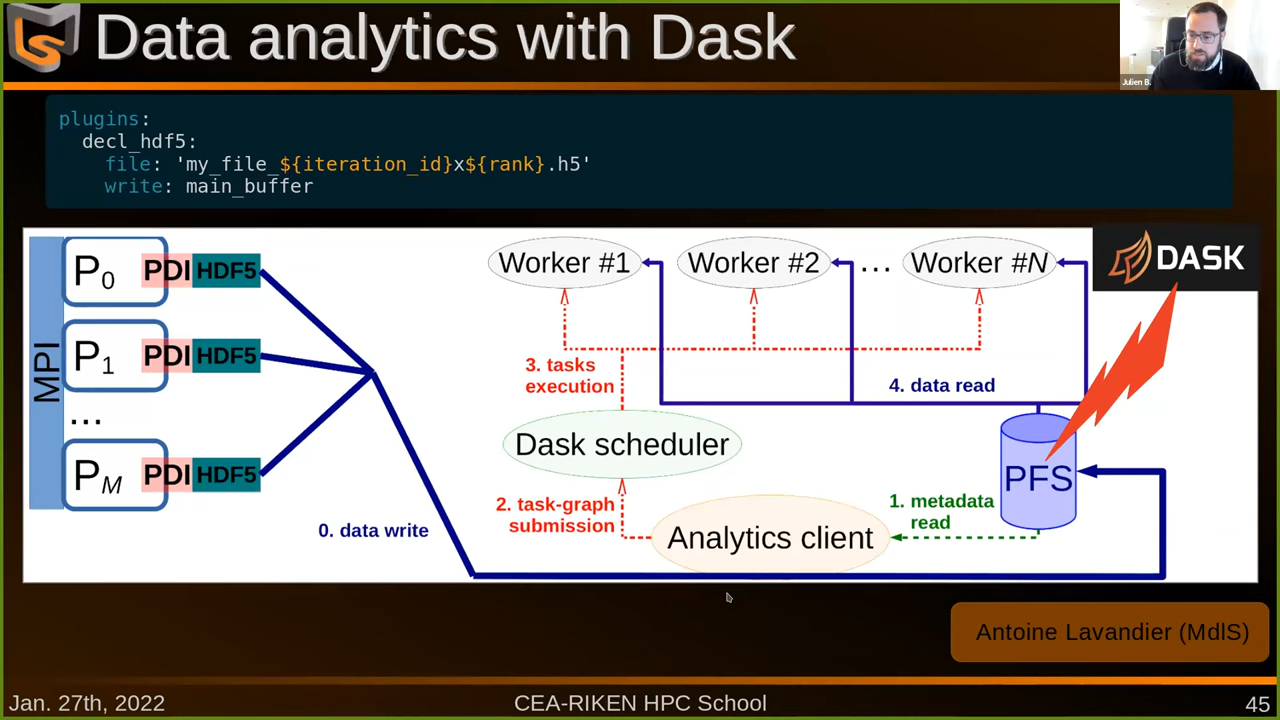 Data analytics with Dask
Julien B.
plugins:
decl_hdf5:
file: 'my_file_${iteration_id}x${rank}.h5'
write: main_buffer
MPI
P0
PDI HDF5
P1
PDI HDF5
...
PM
PDI HDF5
0. data write
Worker #1
Worker #2
...
Worker #N
DASK
3. tasks
execution
4. data read
Dask scheduler
PFS
2. task-graph
submission
1. metadata
read
Analytics client
Antoine Lavandier (MdlS)
Jan. 27th, 2022
CEA-RIKEN HPC School
45